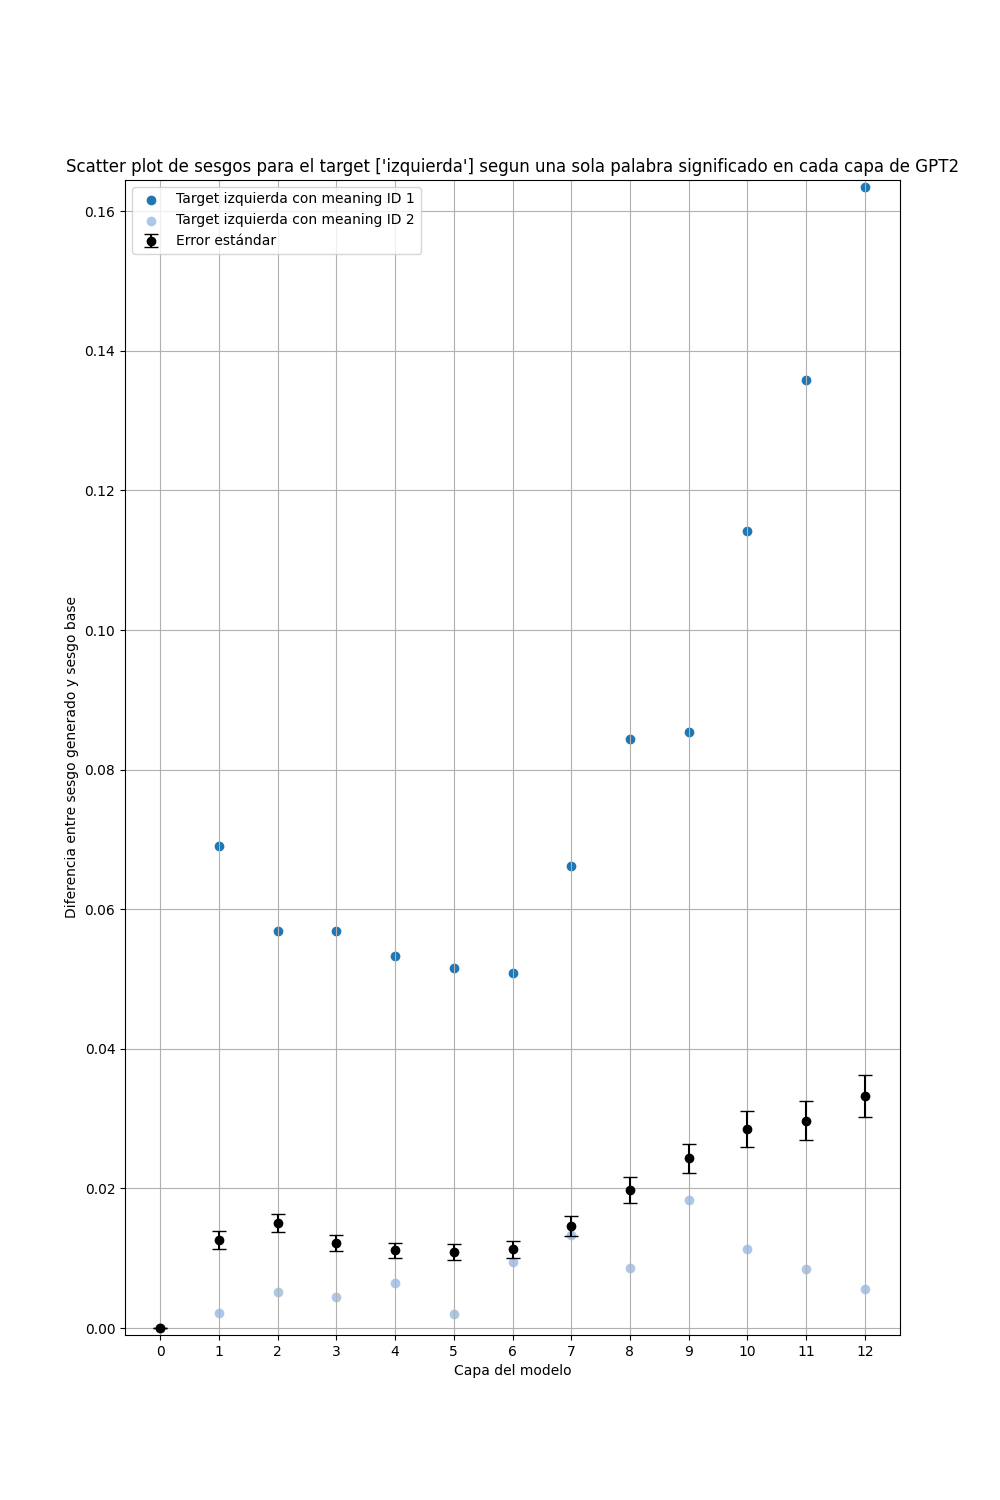 Scatter plot de sesgos para el target ['izquierda'] segun una sola palabra significado en cada capa de GPT2
Target izquierda con meaning ID 1
Target izquierda con meaning ID 2
Error estándar
Diferencia entre sesgo generado y sesgo base
0.16
0.14
0.12
0.10
0.08
0.06
0.04
0.02
0.00
0 1 2 3 4 5 6 7 8 9 10 11 12
Capa del modelo